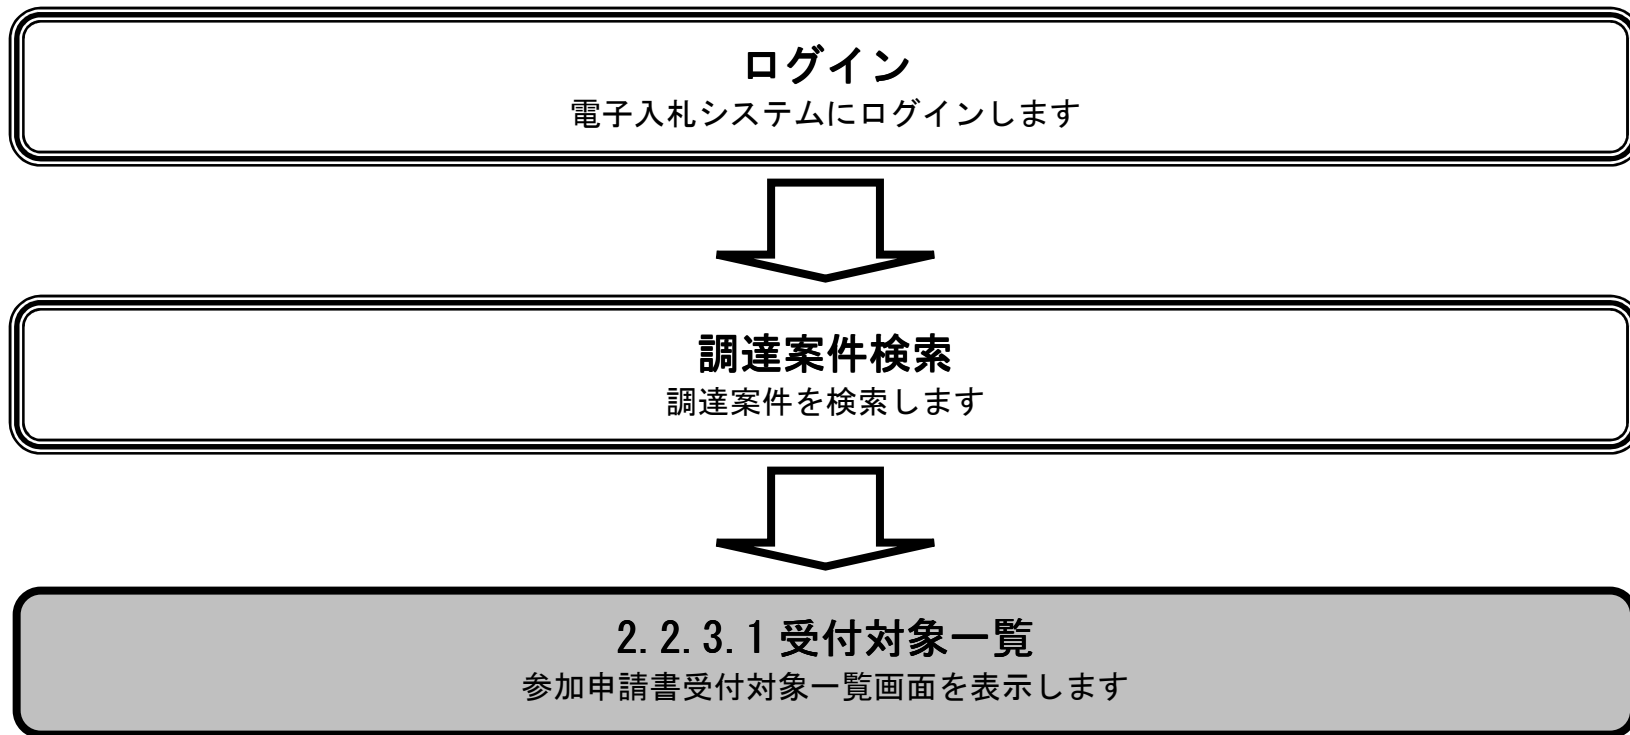 ログイン
電子入札システムにログインします
調達案件検索
調達案件を検索します
2.2.3.1 受付対象一覧
参加申請書受付対象一覧画面を表示します